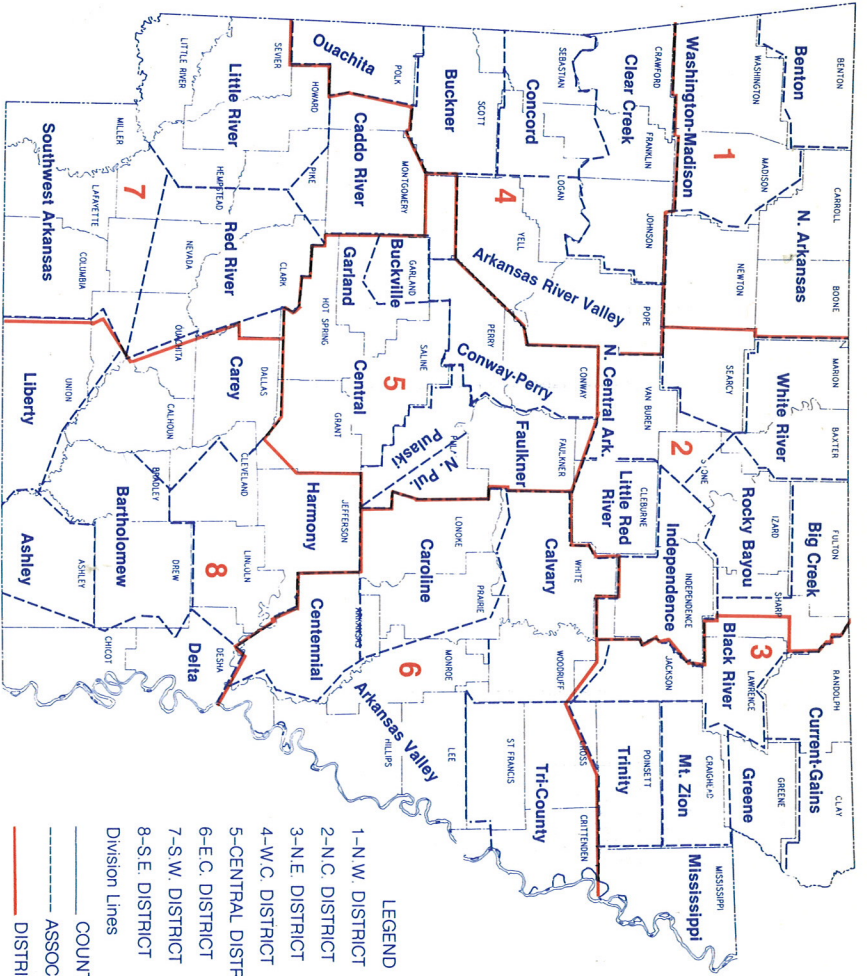 BENTON
CARROLL
BOONE
MARION
BAXTER
FULTON
RANDOLPH
CLAY
Benton
N. Arkansas
White River
Big Creek
Current-Gains
WASHINGTON
MADISON
NEWTON
SEARCY
IZARD
SHARP
LAWRENCE
GREENE
1
2
3
Washington-Madison
Rocky Bayou
Black River
Greene
CRAWFORD
FRANKLIN
JOHNSON
POPE
VAN BUREN
CLEBURNE
INDEPENDENCE
JACKSON
CRAIGHEAD
MISSISSIPPI
Clear Creek
N. Central Ark.
Little Red
River
Independence
Mt. Zion
Mississippi
SEBASTIAN
LOGAN
CONWAY
FAULKNER
WHITE
WOODRUFF
POINSETT
CROSS
CRITTENDEN
Concord
Arkansas River Valley
4
Trinity
SCOTT
YELL
PERRY
Conway-Perry
Faulkner
Calvary
ST FRANCIS
Tri-County
Buckner
N. Pul.
Pulaski
LONOKE
PRAIRIE
MONROE
LEE
POLK
MONTGOMERY
GARLAND
SALINE
Ouachita
Caddo River
Buckville
Garland
Central
5
Caroline
6
Arkansas Valley
PHILLIPS
HOWARD
PIKE
HOT SPRING
GRANT
JEFFERSON
ARKANSAS
SEVIER
CLARK
DALLAS
CLEVELAND
LINCOLN
Harmony
Centennial
Little River
Red River
Carey
8
DESHA
LITTLE RIVER
HEMPSTEAD
NEVADA
OUACHITA
CALHOUN
BRADLEY
DREW
Delta
MILLER
7
Bartholomew
LAFAYETTE
COLUMBIA
UNION
ASHLEY
CHICOT
Southwest Arkansas
Liberty
Ashley
LEGEND
1-N.W. DISTRICT
2-N.C. DISTRICT
3-N.E. DISTRICT
4-W.C. DISTRICT
5-CENTRAL DISTR
6-E.C. DISTRICT
7-S.W. DISTRICT
8-S.E. DISTRICT
Division Lines
COUNT
ASSOC
DISTRI